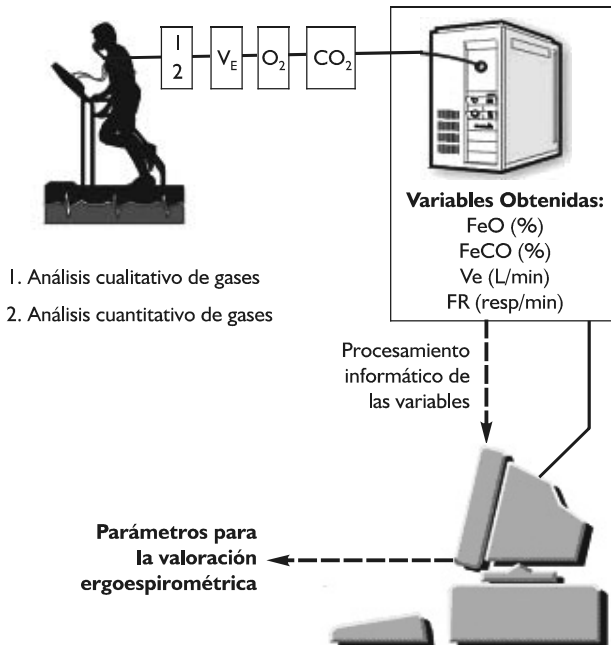 1
2
VE
O2
CO2
Variables Obtenidas:
FeO (%)
FeCO (%)
Ve (L/min)
FR (resp/min)
1. Análisis cualitativo de gases
2. Análisis cuantitativo de gases
Procesamiento
informático de
las variables
Parámetros para
la valoración
ergoespirométrica